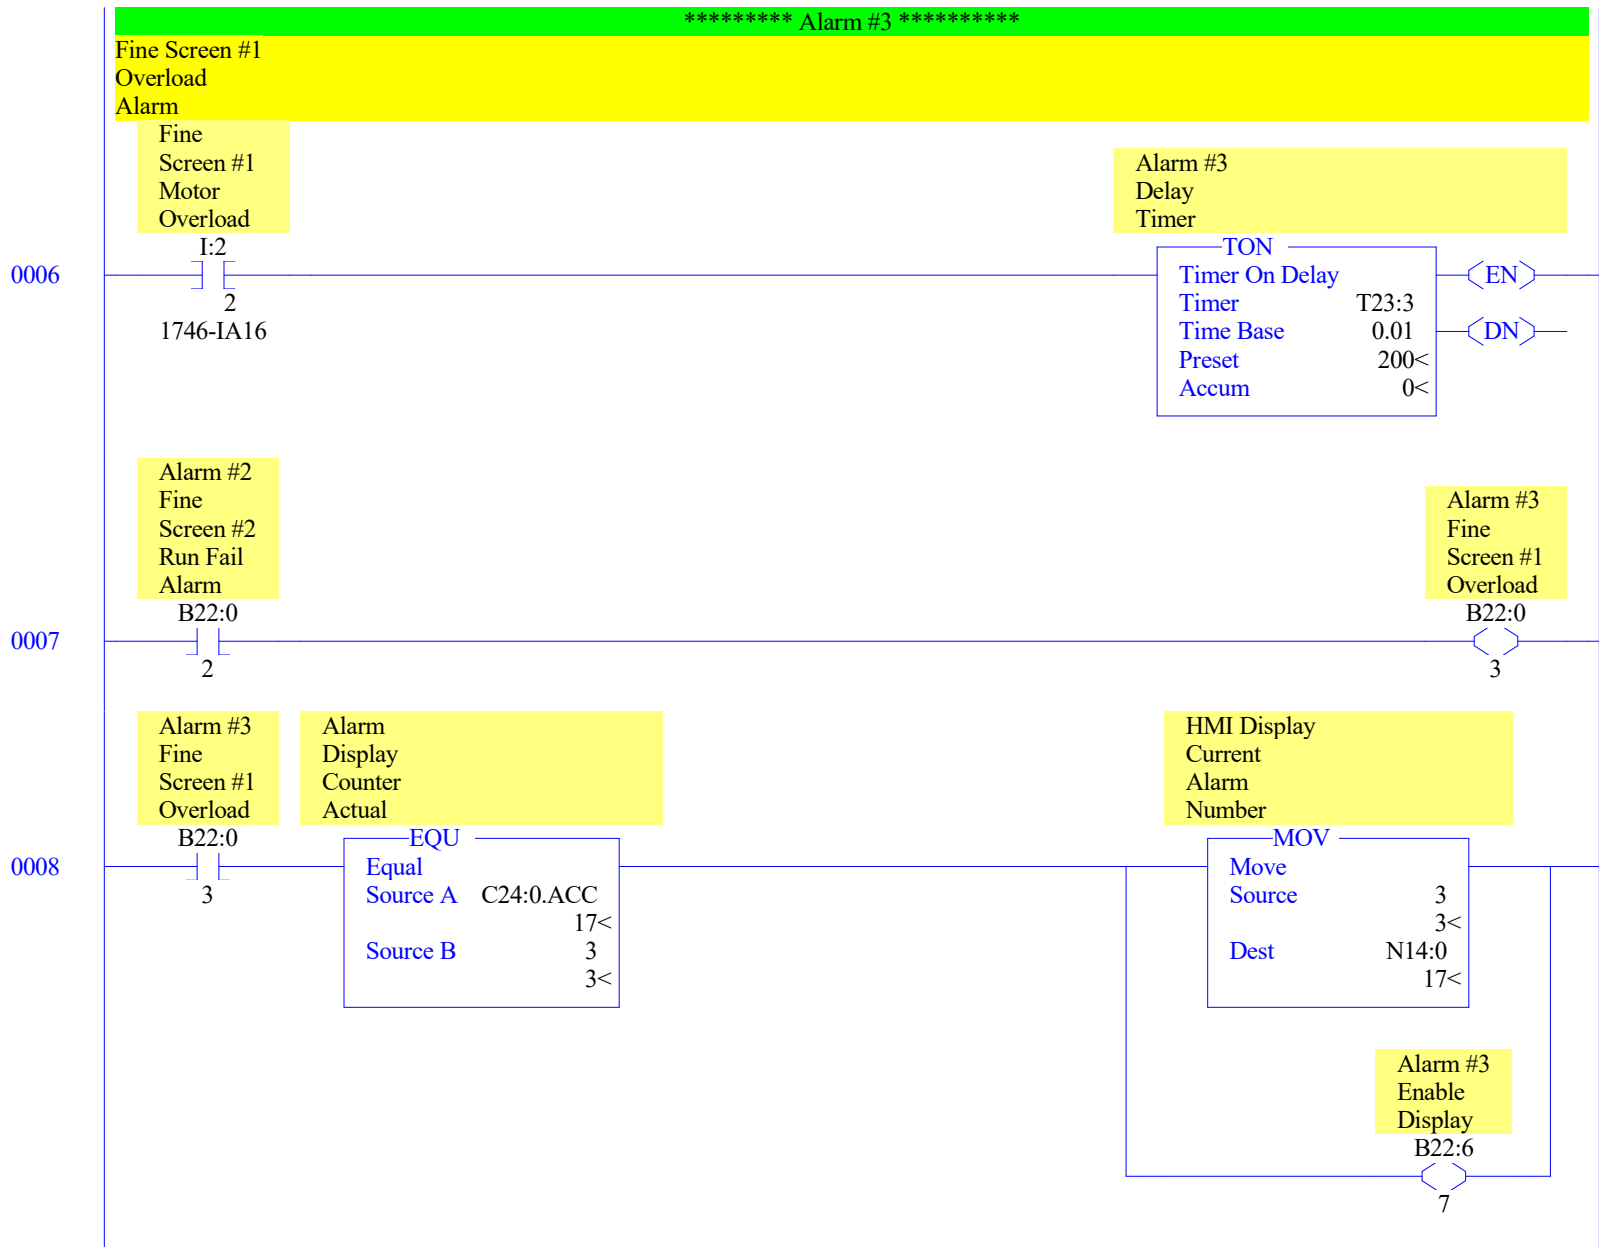 ********* Alarm #3 **********
Fine Screen #1
Overload
Alarm
Fine
Screen #1
Motor
Overload
I:2
2
1746-IA16
0006
Alarm #3
Delay
Timer
TON
Timer On Delay
Timer T23:3
Time Base 0.01
Preset 200<
Accum 0<
EN
DN
Alarm #2
Fine
Screen #2
Run Fail
Alarm
B22:0
2
0007
Alarm #3
Fine
Screen #1
Overload
B22:0
3
Alarm #3
Fine
Screen #1
Overload
B22:0
3
0008
Alarm
Display
Counter
Actual
EQU
Equal
Source A C24:0.ACC
17<
Source B 3
3<
HMI Display
Current
Alarm
Number
MOV
Move
Source 3
3<
Dest N14:0
17<
Alarm #3
Enable
Display
B22:6
7